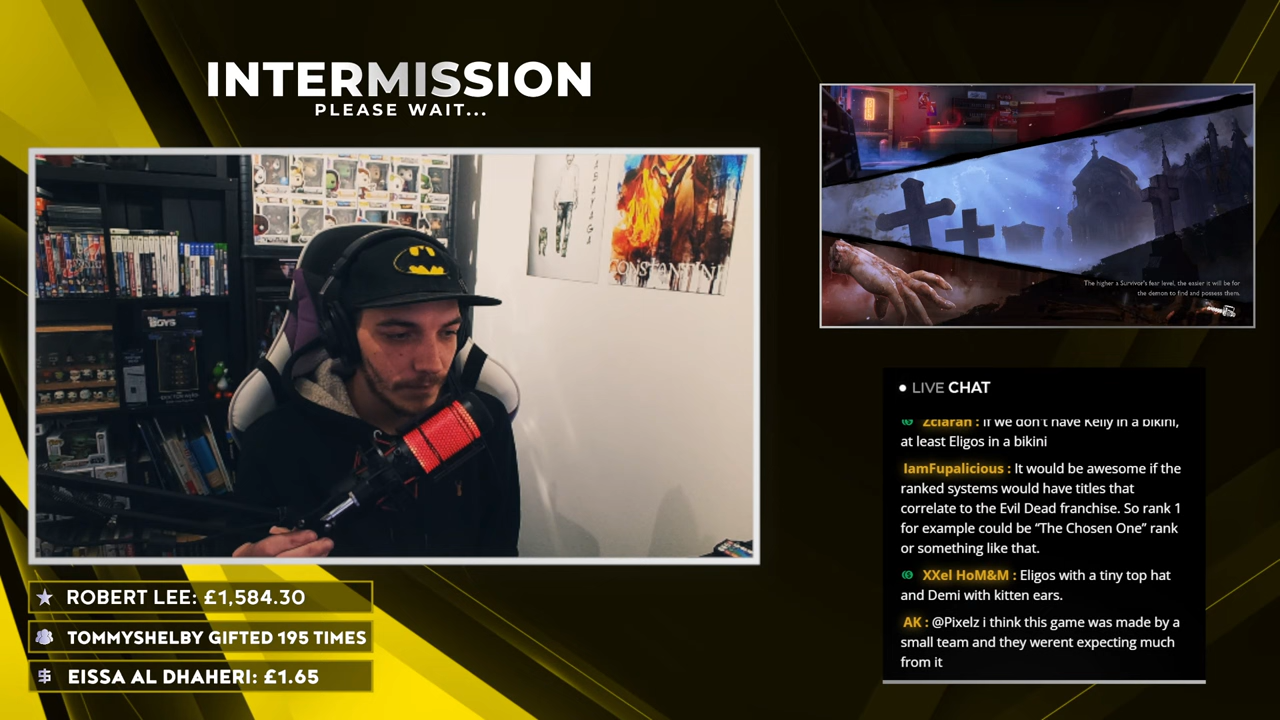 INTERMISSION
PLEASE WAIT...
THE BOYS
CONSTANTINE
The higher a Survivor's fear level, the easier it will be for
the demon to find and possess them.
LIVE CHAT
Zciaran : If we don't have Kelly in a bikini,
at least Eligos in a bikini
IamFupalicious : It would be awesome if the
ranked systems would have titles that
correlate to the Evil Dead franchise. So rank 1
for example could be “The Chosen One” rank
or something like that.
XXel HoM&M : Eligos with a tiny top hat
and Demi with kitten ears.
AK : @Pixelz i think this game was made by a
small team and they werent expecting much
from it
ROBERT LEE: £1,584.30
TOMMYSHELBY GIFTED 195 TIMES
EISSA AL DHAHERI: £1.65